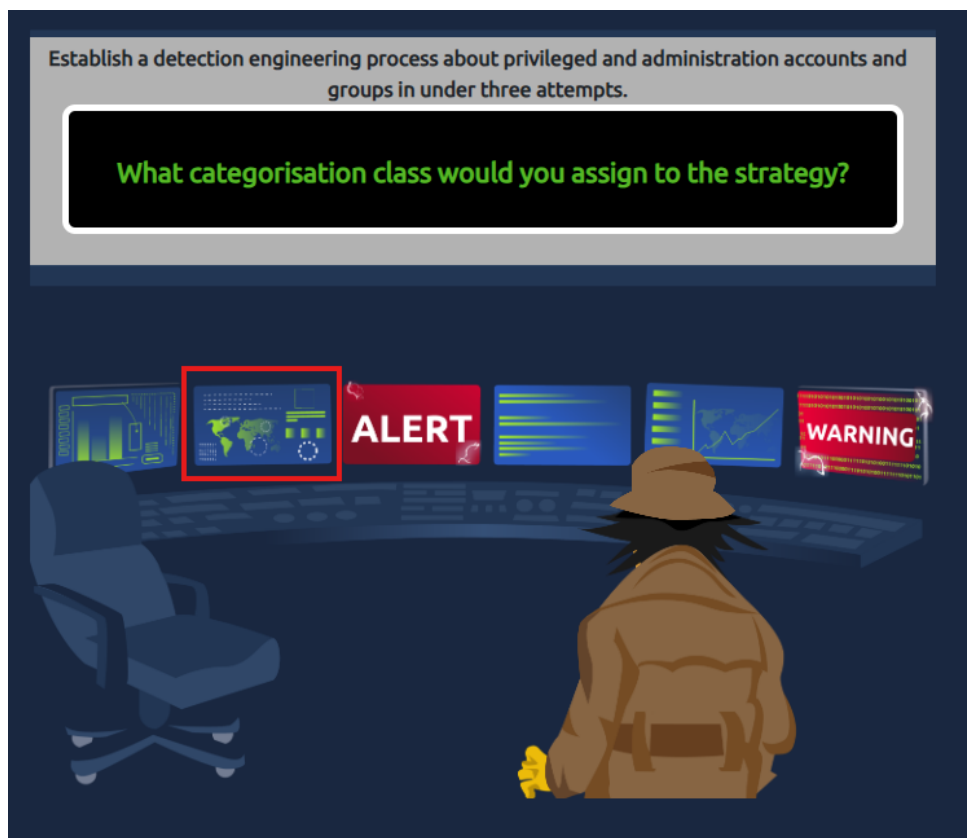 Establish a detection engineering process about privileged and administration accounts and
groups in under three attempts.
What categorisation class would you assign to the strategy?
ALERT
WARNING